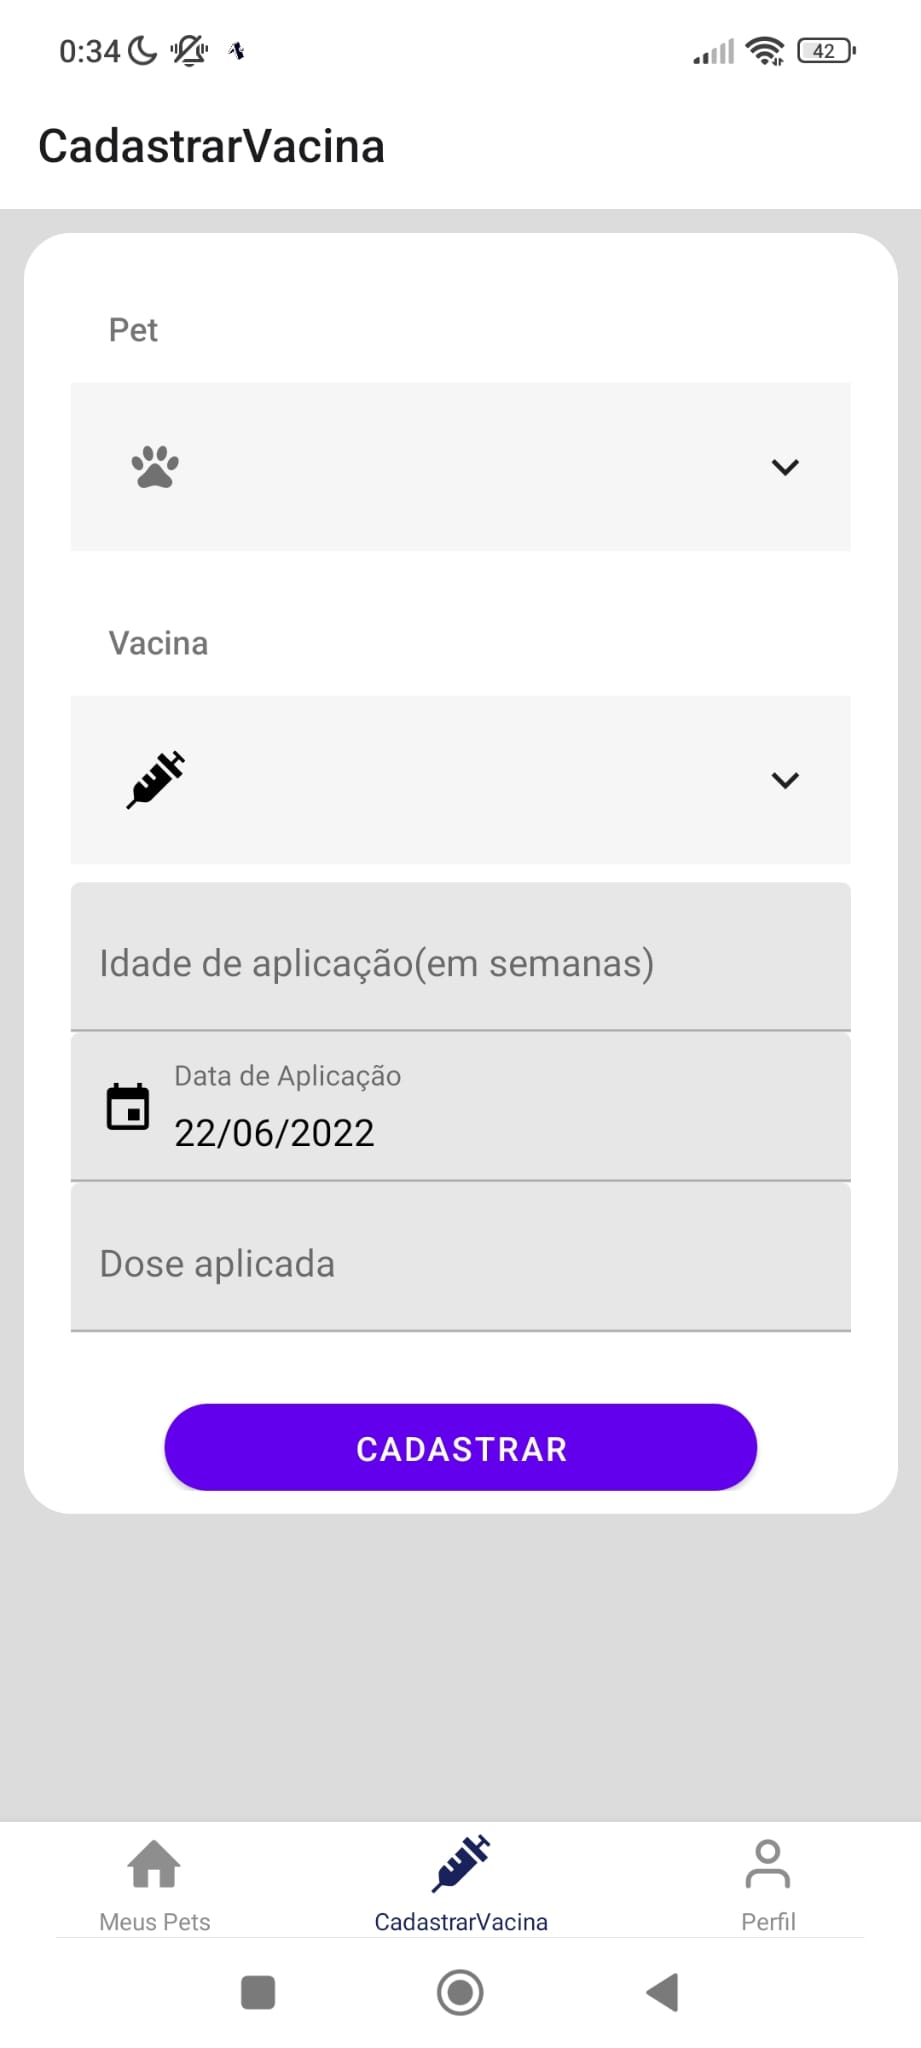 0:34
42
CadastrarVacina
Pet
Vacina
Idade de aplicação(em semanas)
Data de Aplicação
22/06/2022
Dose aplicada
CADASTRAR
Meus Pets
CadastrarVacina
Perfil